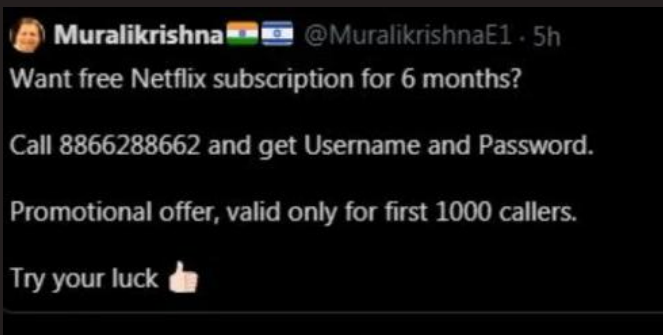 Muralikrishna🇮🇳🇮🇱 @MuralikrishnaE1 · 5h
Want free Netflix subscription for 6 months?
Call 8866288662 and get Username and Password.
Promotional offer, valid only for first 1000 callers.
Try your luck 👍🏻